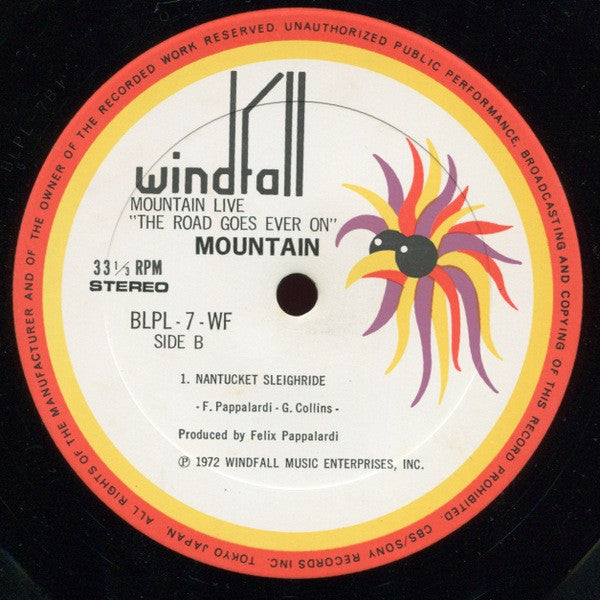 windfall
MOUNTAIN LIVE
"THE ROAD GOES EVER ON"
MOUNTAIN
33 1/3 RPM
STEREO
BLPL-7-WF
SIDE B
1. NANTUCKET SLEIGHRIDE
- F. Pappalardi - G. Collins -
Produced by Felix Pappalardi
Ⓟ 1972 WINDFALL MUSIC ENTERPRISES, INC.
ALL RIGHTS OF THE MANUFACTURER AND OF THE OWNER OF THE RECORDED WORK RESERVED. UNAUTHORIZED PUBLIC PERFORMANCE, BROADCASTING AND COPYING OF THIS RECORD PROHIBITED. CBS/SONY RECORDS INC. TOKYO JAPAN.